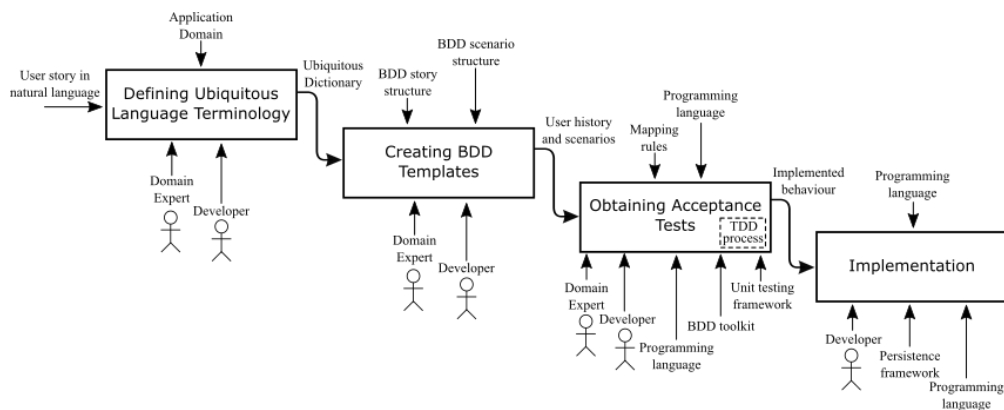 Application
Domain
User story in
natural language
Defining Ubiquitous
Language Terminology
Domain
Expert
Developer
Ubiquitous
Dictionary
BDD story
structure
BDD scenario
structure
Creating BDD
Templates
Domain
Expert
Developer
User history
and scenarios
Mapping
rules
Programming
language
Obtaining Acceptance
Tests
TDD
process
Domain
Expert
Developer
Programming
language
BDD toolkit
Unit testing
framework
Implemented
behaviour
Programming
language
Implementation
Developer
Persistence
framework
Programming
language